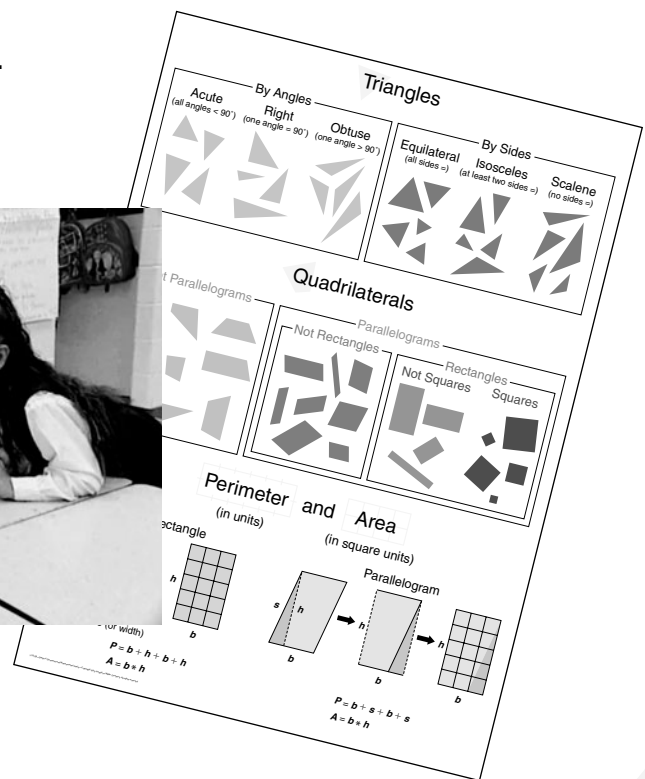 Triangles
By Angles
Acute
(all angles < 90°)
Right
(one angle = 90°)
Obtuse
(one angle > 90°)
By Sides
Equilateral
(all sides =)
Isosceles
(at least two sides =)
Scalene
(no sides =)
Quadrilaterals
t Parallelograms
Parallelograms
Not Rectangles
Rectangles
Not Squares
Squares
Perimeter and Area
(in units)
(in square units)
ectangle
h
b
(or width)
P = b + h + b + h
A = b * h
Parallelogram
s
h
b
h
b
h
b
P = b + s + b + s
A = b * h